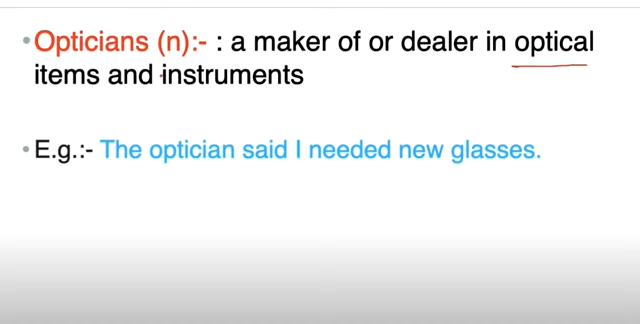 •Opticians (n):- : a maker of or dealer in optical
items and instruments
•E.g.:- The optician said I needed new glasses.